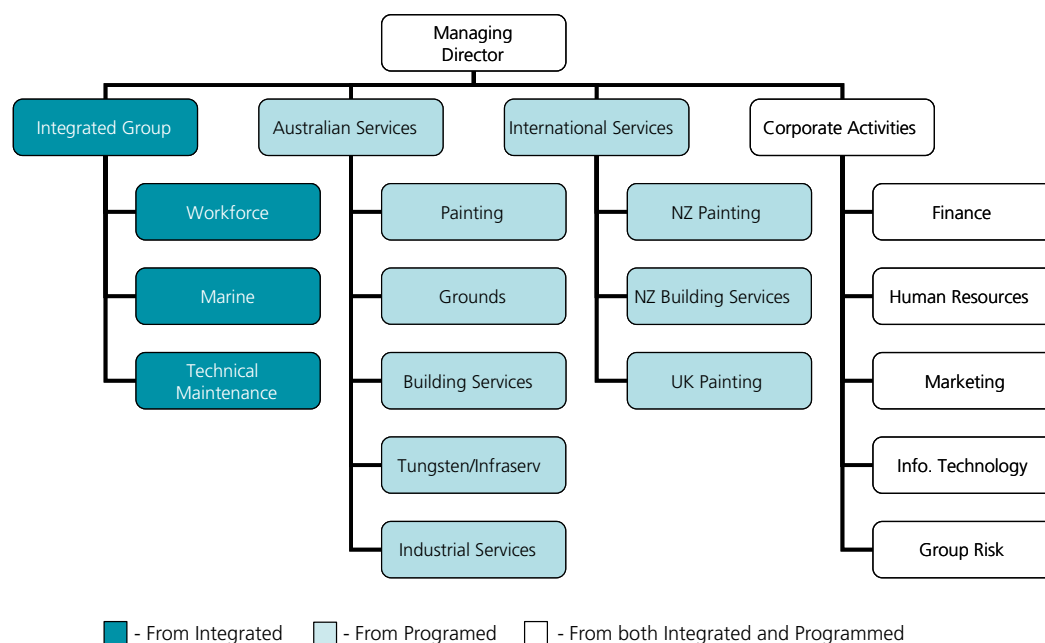 Managing
Director
Integrated Group
Australian Services
International Services
Corporate Activities
Workforce
Painting
NZ Painting
Finance
Marine
Grounds
NZ Building Services
Human Resources
Technical
Maintenance
Building Services
UK Painting
Marketing
Tungsten/Infraserv
Info. Technology
Industrial Services
Group Risk
- From Integrated
- From Programed
- From both Integrated and Programmed